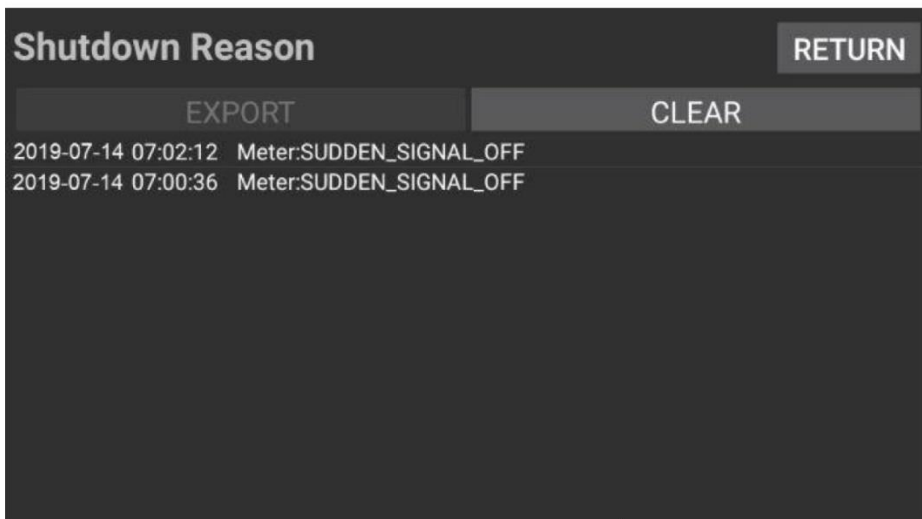 Shutdown Reason
RETURN
EXPORT
CLEAR
2019-07-14 07:02:12 Meter:SUDDEN_SIGNAL_OFF
2019-07-14 07:00:36 Meter:SUDDEN_SIGNAL_OFF